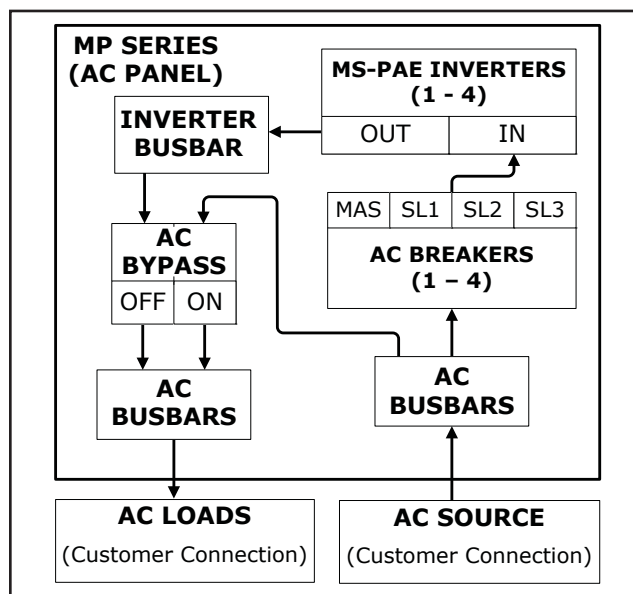 MP SERIES
(AC PANEL)
MS-PAE INVERTERS
(1 - 4)
OUT IN
INVERTER
BUSBAR
MAS SL1 SL2 SL3
AC BREAKERS
(1 – 4)
AC
BYPASS
OFF ON
AC
BUSBARS
AC
BUSBARS
AC LOADS
(Customer Connection)
AC SOURCE
(Customer Connection)